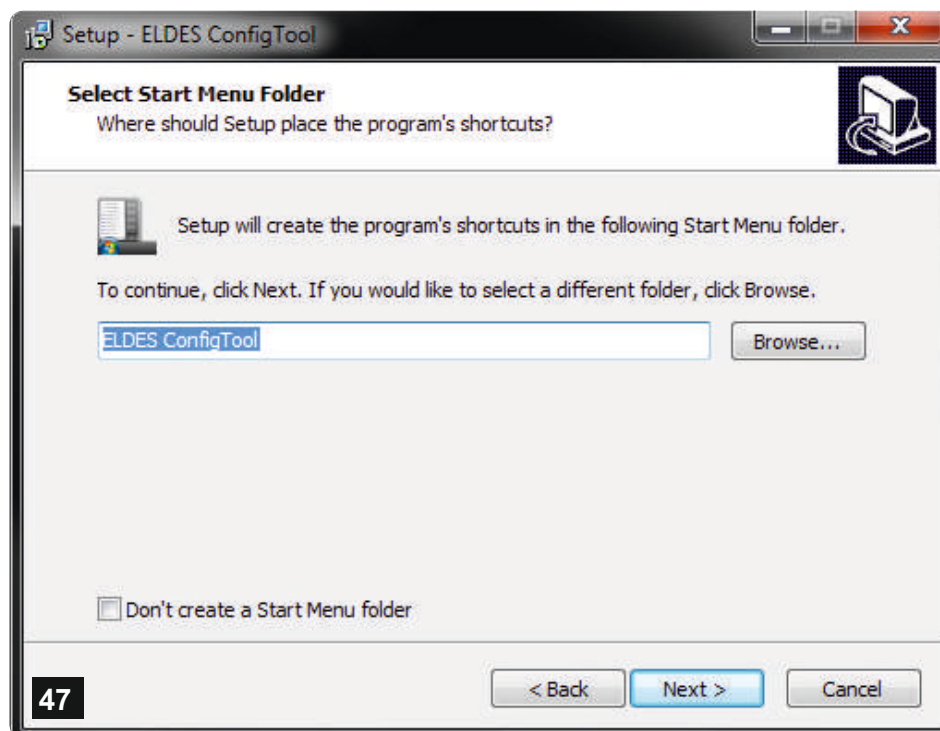 Setup - ELDES ConfigTool
Select Start Menu Folder
Where should Setup place the program's shortcuts?
Setup will create the program's shortcuts in the following Start Menu folder.
To continue, click Next. If you would like to select a different folder, click Browse.
ELDES ConfigTool
Browse...
Don't create a Start Menu folder
47
< Back
Next >
Cancel